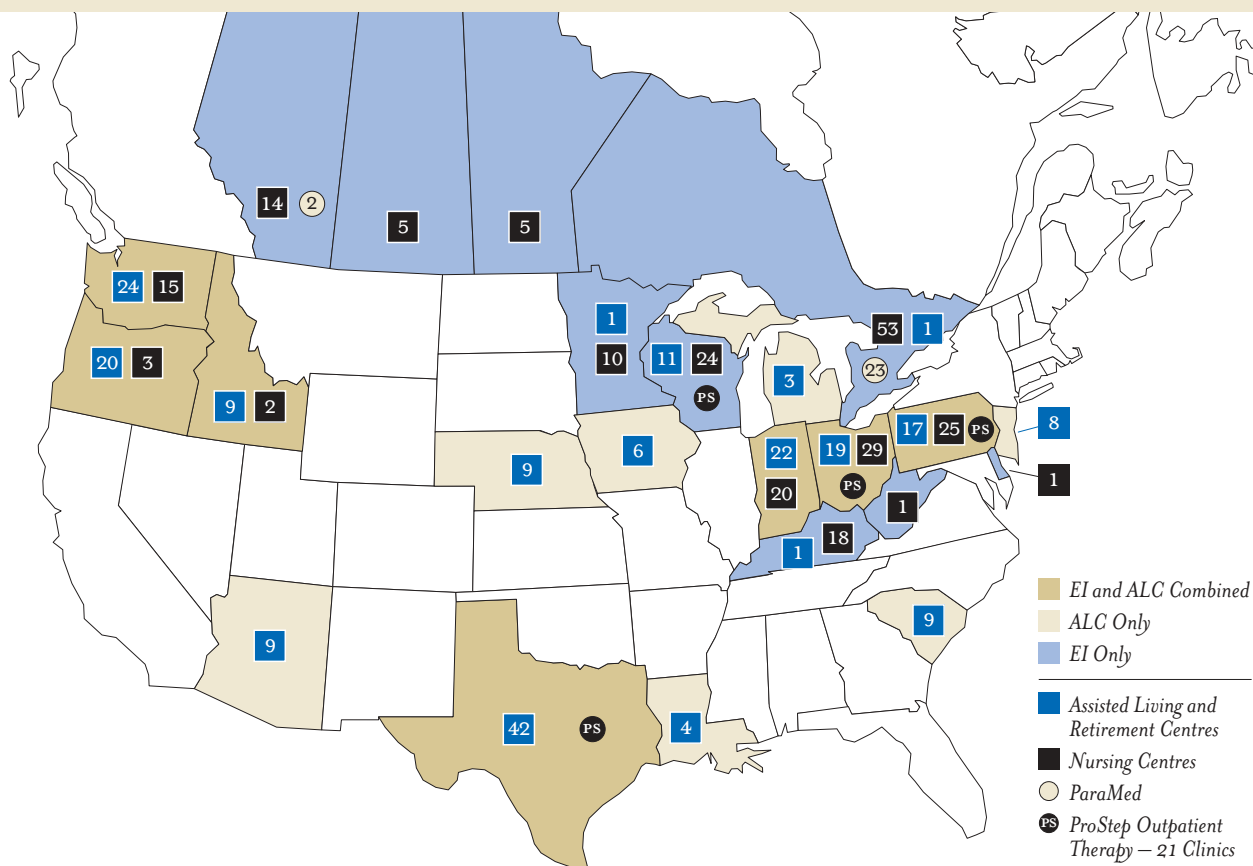 14 2
5
5
24 15
20 3
9 2
1
10
11 24
PS
3
53 1
23
6
9
22
20
19 29
PS
17 25 PS
8
1
1
18
1
9
9
42 PS
4
EI and ALC Combined
ALC Only
EI Only
Assisted Living and
Retirement Centres
Nursing Centres
ParaMed
PS ProStep Outpatient
Therapy – 21 Clinics